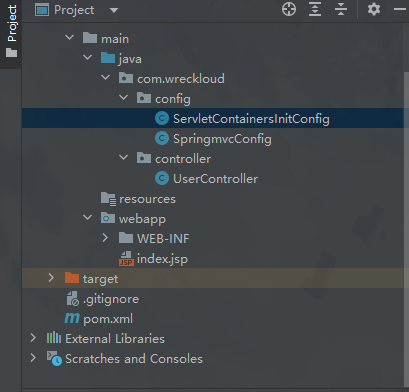 Project
Project
main
java
com.wreckloud
config
ServletContainersInitConfig
SpringmvcConfig
controller
UserController
resources
webapp
WEB-INF
index.jsp
target
.gitignore
pom.xml
External Libraries
Scratches and Consoles